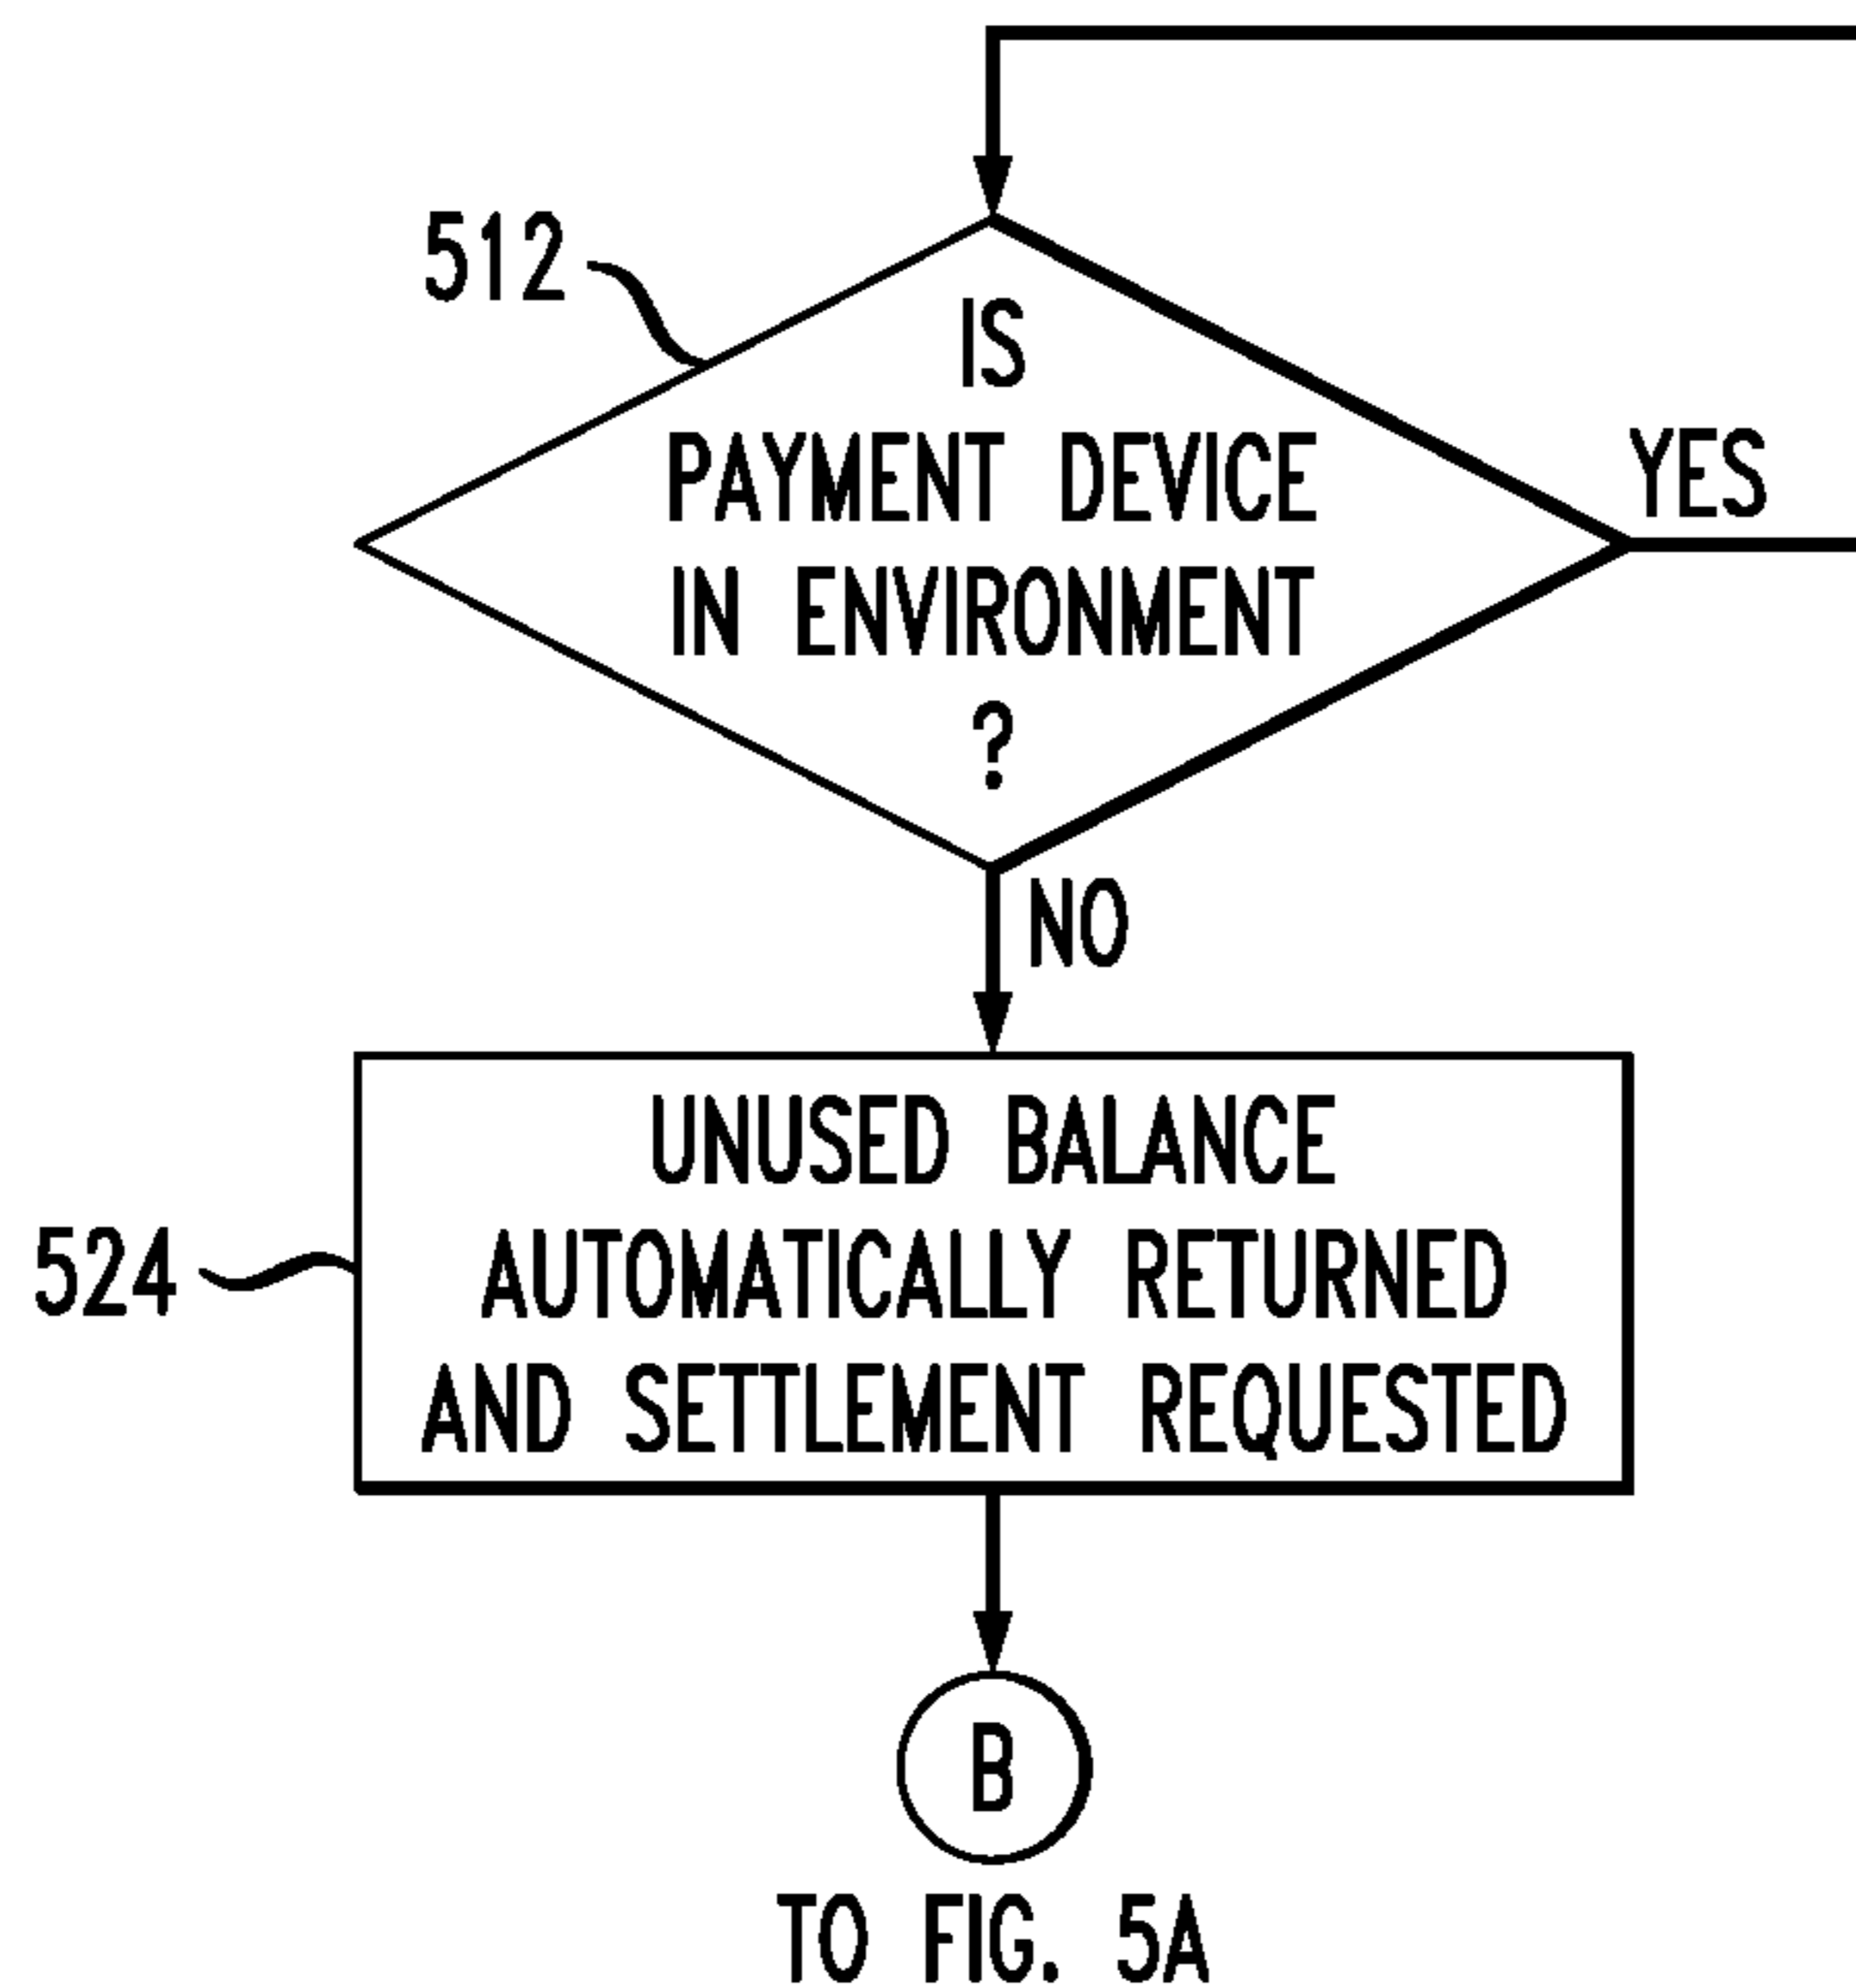 512
IS
PAYMENT DEVICE
IN ENVIRONMENT
?
YES
NO
524
UNUSED BALANCE
AUTOMATICALLY RETURNED
AND SETTLEMENT REQUESTED
B
TO FIG. 5A